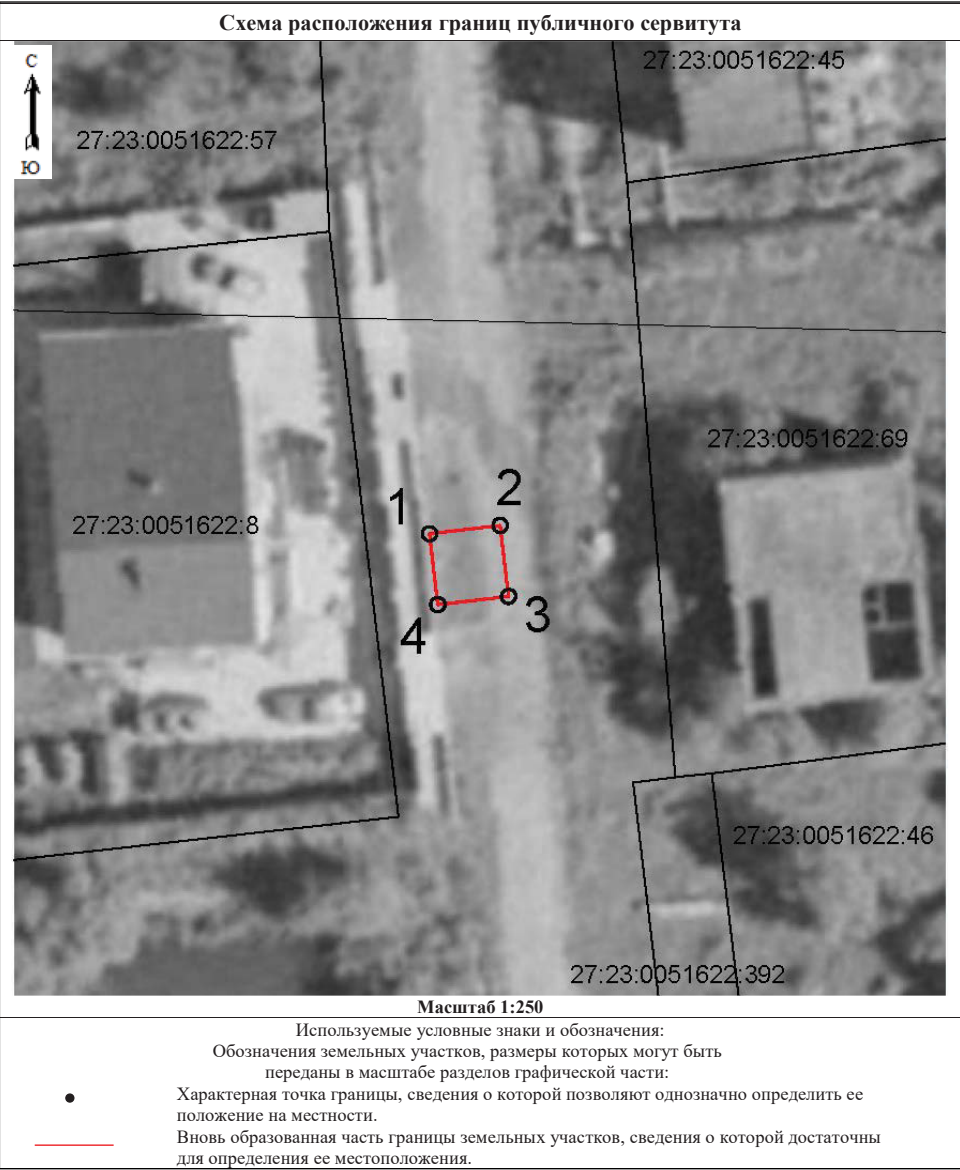 Схема расположения границ публичного сервитута
С
27:23:0051622:45
27:23:0051622:57
Ю
27:23:0051622:69
2
1
27:23:0051622:8
3
4
27:23:0051622:46
27:23:0051622:392
Масштаб 1:250
Используемые условные знаки и обозначения:
Обозначения земельных участков, размеры которых могут быть
переданы в масштабе разделов графической части:
Характерная точка границы, сведения о которой позволяют однозначно определить ее
положение на местности.
Вновь образованная часть границы земельных участков, сведения о которой достаточны
для определения ее местоположения.